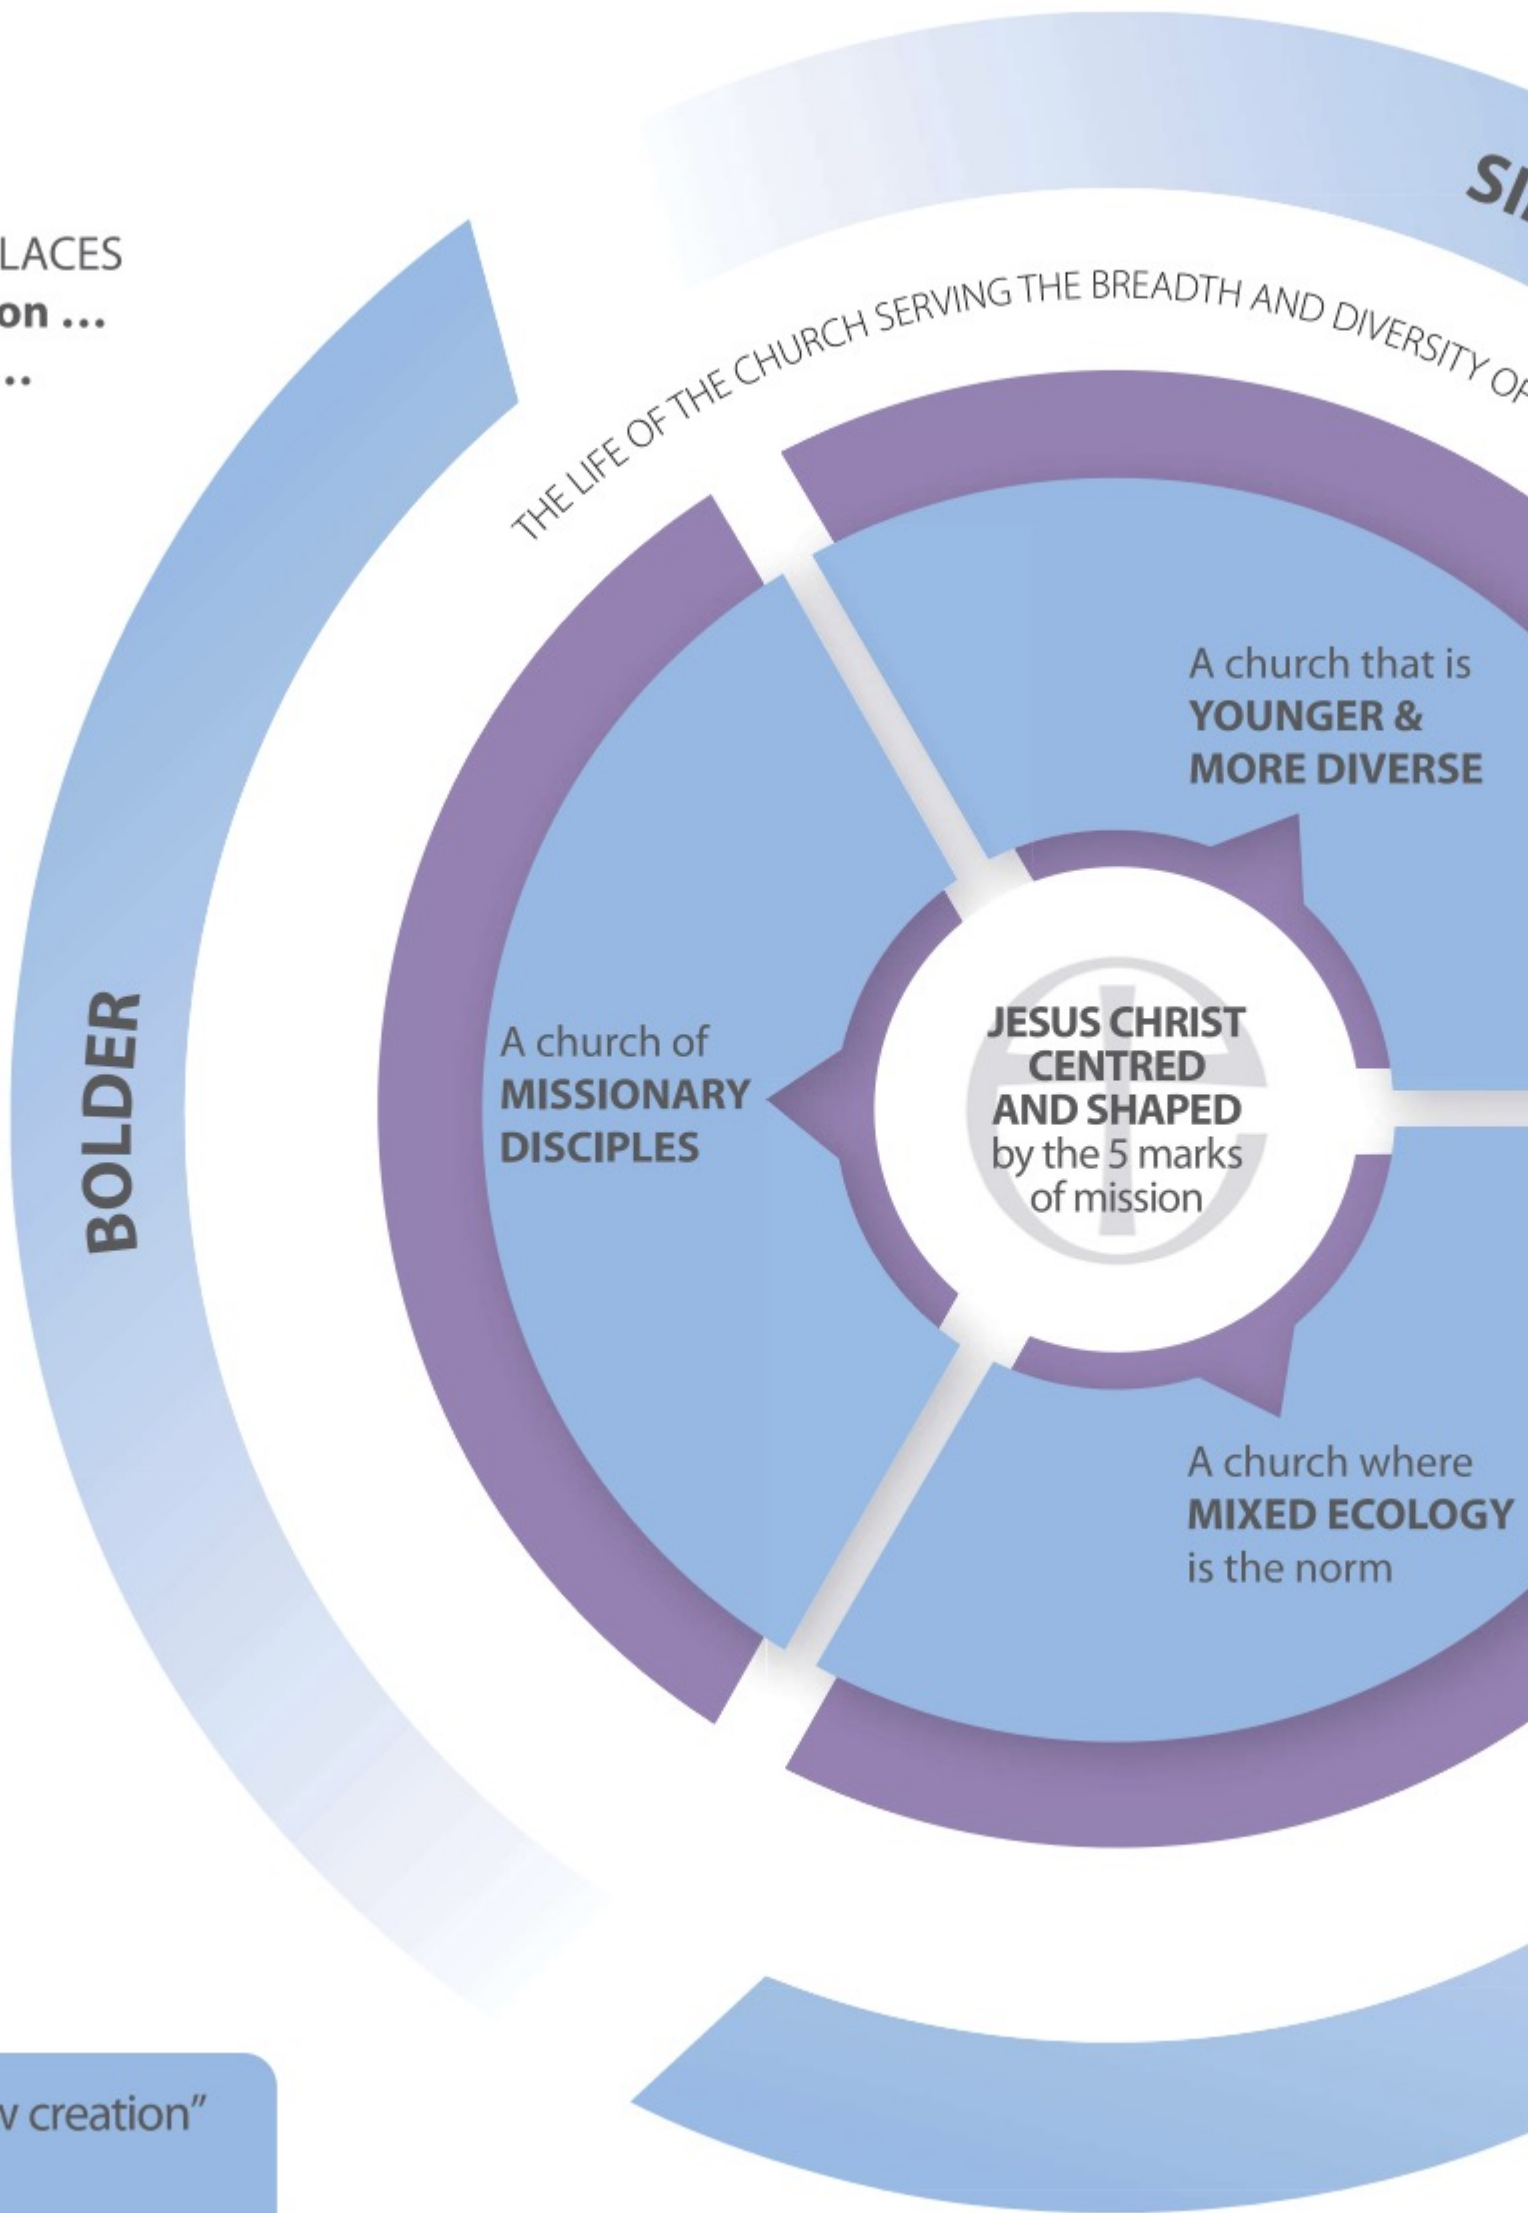 LACES
on ...
..
THE LIFE OF THE CHURCH SERVING THE BREADTH AND DIVERSITY OF
A church that is
YOUNGER &
MORE DIVERSE
BOLDER
A church of
MISSIONARY
DISCIPLES
JESUS CHRIST
CENTRED
AND SHAPED
by the 5 marks
of mission
A church where
MIXED ECOLOGY
is the norm
creation”